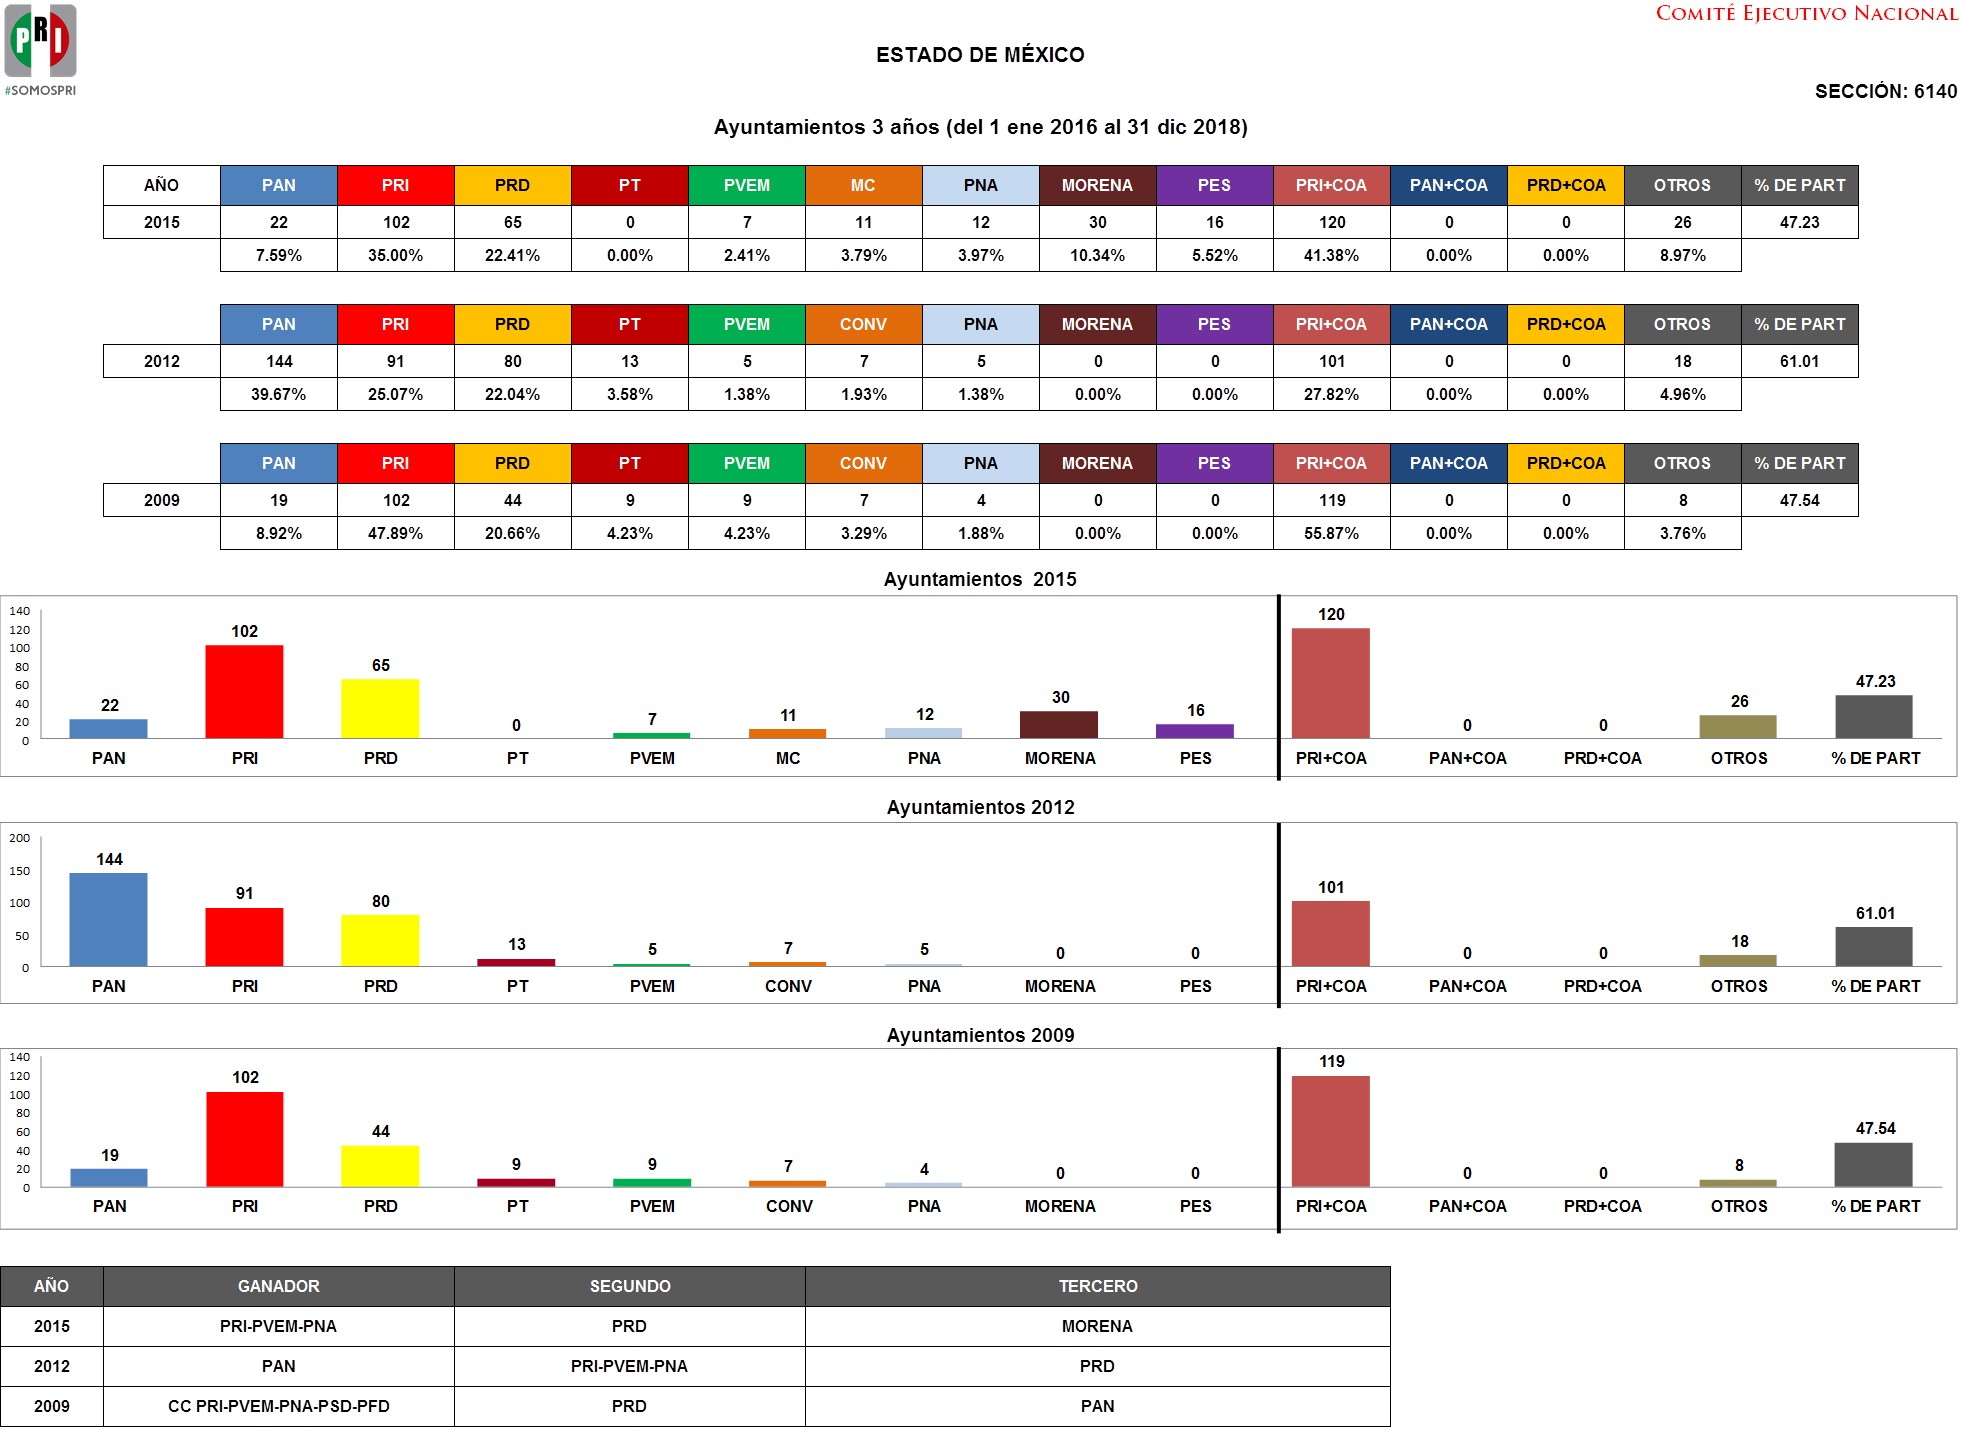 COMITÉ EJECUTIVO NACIONAL
PRI
#SOMOSPRI
ESTADO DE MÉXICO
SECCIÓN: 6140
Ayuntamientos 3 años (del 1 ene 2016 al 31 dic 2018)
AÑO PAN PRI PRD PT PVEM MC PNA MORENA PES PRI+COA PAN+COA PRD+COA OTROS % DE PART
2015 22 102 65 0 7 11 12 30 16 120 0 0 26 47.23
7.59% 35.00% 22.41% 0.00% 2.41% 3.79% 3.97% 10.34% 5.52% 41.38% 0.00% 0.00% 8.97%
PAN PRI PRD PT PVEM CONV PNA MORENA PES PRI+COA PAN+COA PRD+COA OTROS % DE PART
2012 144 91 80 13 5 7 5 0 0 101 0 0 18 61.01
39.67% 25.07% 22.04% 3.58% 1.38% 1.93% 1.38% 0.00% 0.00% 27.82% 0.00% 0.00% 4.96%
PAN PRI PRD PT PVEM CONV PNA MORENA PES PRI+COA PAN+COA PRD+COA OTROS % DE PART
2009 19 102 44 9 9 7 4 0 0 119 0 0 8 47.54
8.92% 47.89% 20.66% 4.23% 4.23% 3.29% 1.88% 0.00% 0.00% 55.87% 0.00% 0.00% 3.76%
Ayuntamientos 2015
140
120
100
80
60
40
20
0
22 102 65 0 7 11 12 30 16 120 0 0 26 47.23
PAN PRI PRD PT PVEM MC PNA MORENA PES PRI+COA PAN+COA PRD+COA OTROS % DE PART
Ayuntamientos 2012
200
150
100
50
0
144 91 80 13 5 7 5 0 0 101 0 0 18 61.01
PAN PRI PRD PT PVEM CONV PNA MORENA PES PRI+COA PAN+COA PRD+COA OTROS % DE PART
Ayuntamientos 2009
140
120
100
80
60
40
20
0
19 102 44 9 9 7 4 0 0 119 0 0 8 47.54
PAN PRI PRD PT PVEM CONV PNA MORENA PES PRI+COA PAN+COA PRD+COA OTROS % DE PART
AÑO GANADOR SEGUNDO TERCERO
2015 PRI-PVEM-PNA PRD MORENA
2012 PAN PRI-PVEM-PNA PRD
2009 CC PRI-PVEM-PNA-PSD-PFD PRD PAN